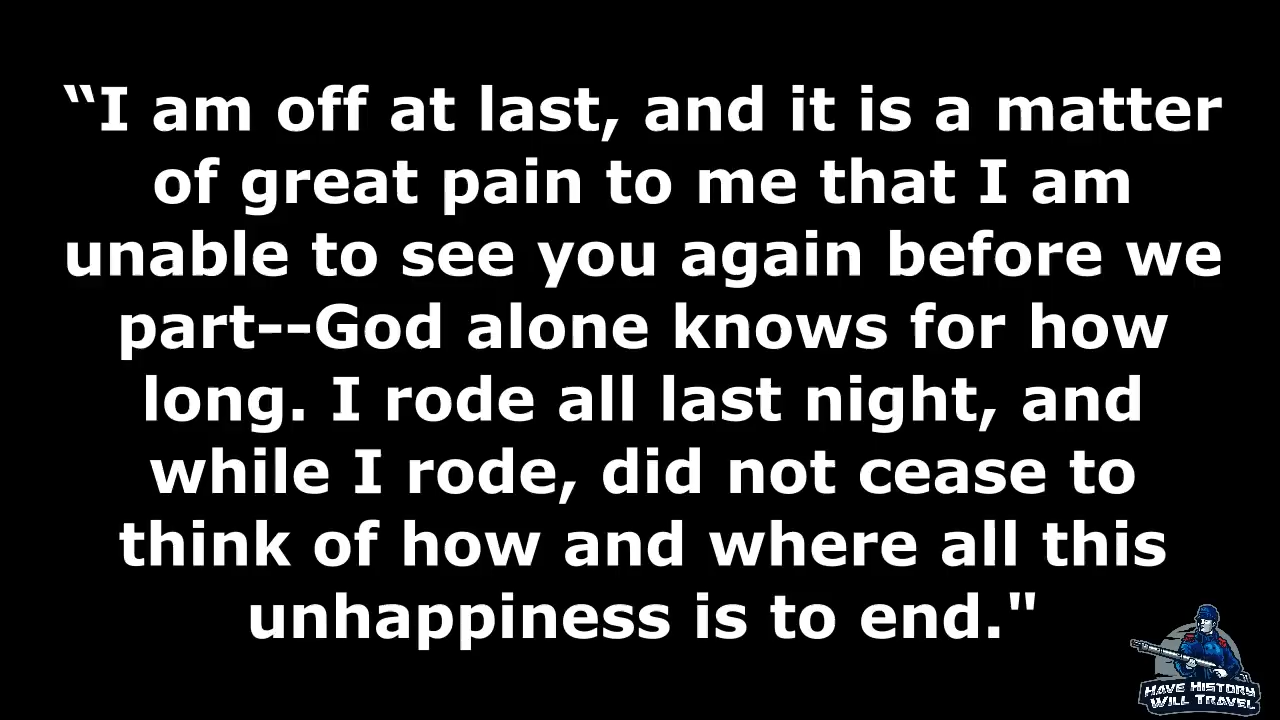 “I am off at last, and it is a matter
of great pain to me that I am
unable to see you again before we
part--God alone knows for how
long. I rode all last night, and
while I rode, did not cease to
think of how and where all this
unhappiness is to end."
HAVE HISTORY
WILL TRAVEL